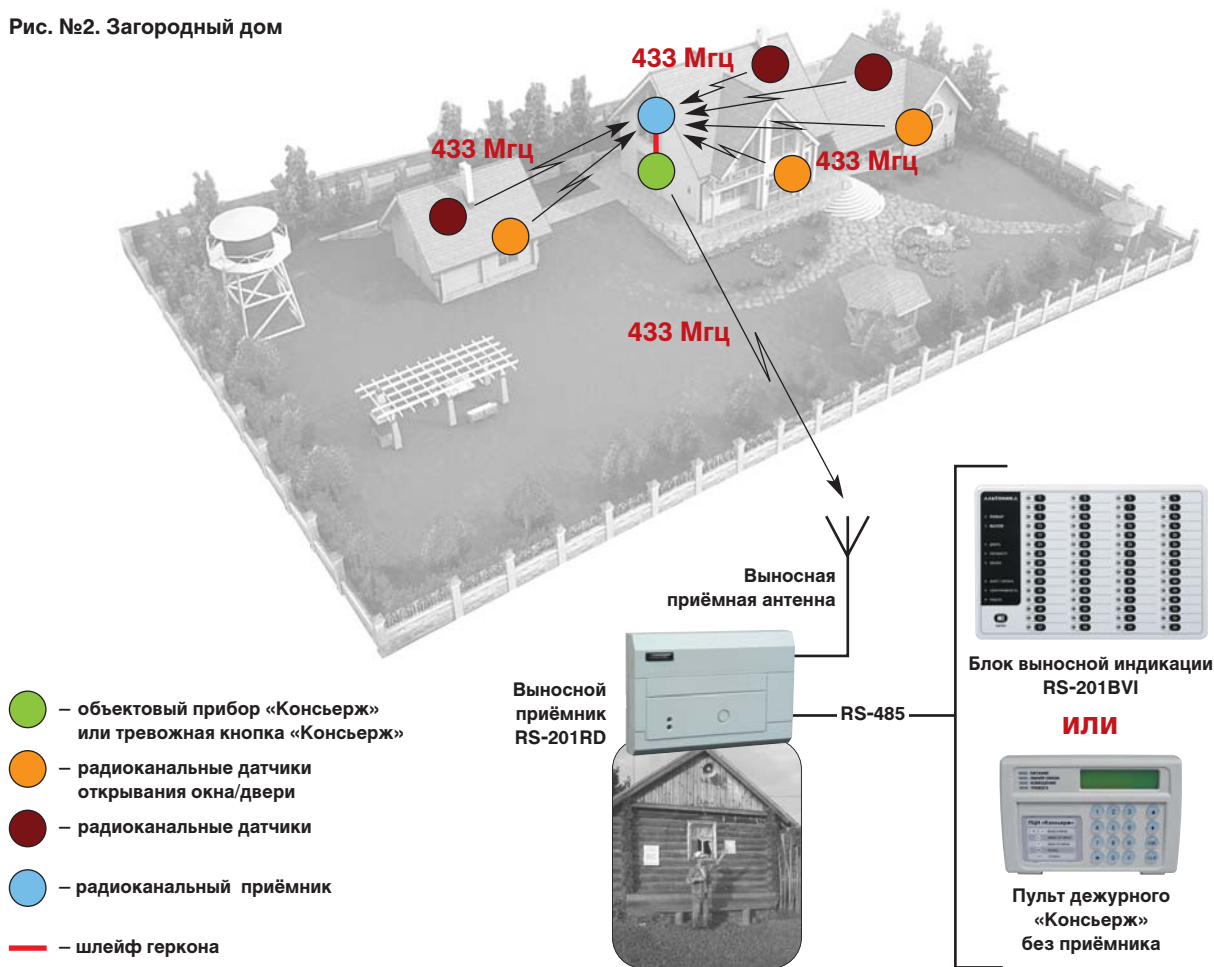 Рис. №2. Загородный дом
433 Мгц
433 Мгц
433 Мгц
433 Мгц
Выносная
приёмная антенна
Выносной
приёмник
RS-201RD
RS-485
Блок выносной индикации
RS-201BVI
ИЛИ
ПЦН «Консьерж»
Пульт дежурного
«Консьерж»
без приёмника
– объектовый прибор «Консьерж»
или тревожная кнопка «Консьерж»
– радиоканальные датчики
открывания окна/двери
– радиоканальные датчики
– радиоканальный приёмник
– шлейф геркона